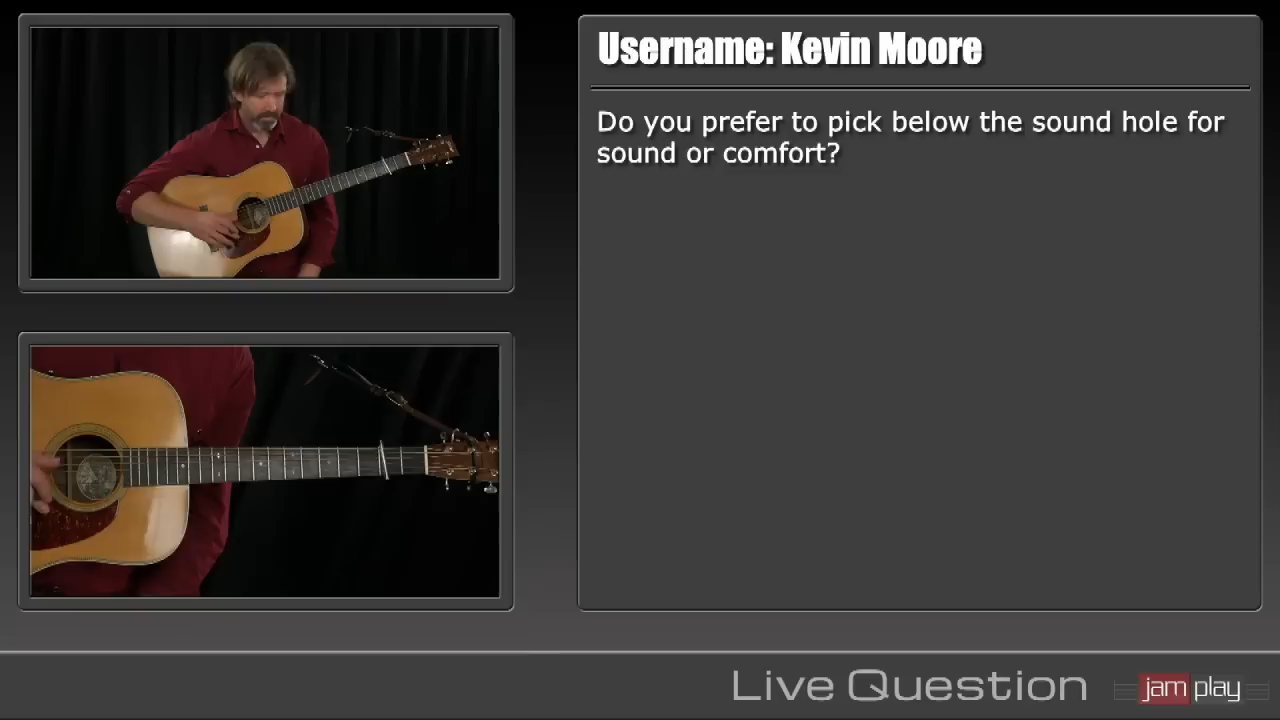 Username: Kevin Moore
Do you prefer to pick below the sound hole for
sound or comfort?
Live Question
jam play